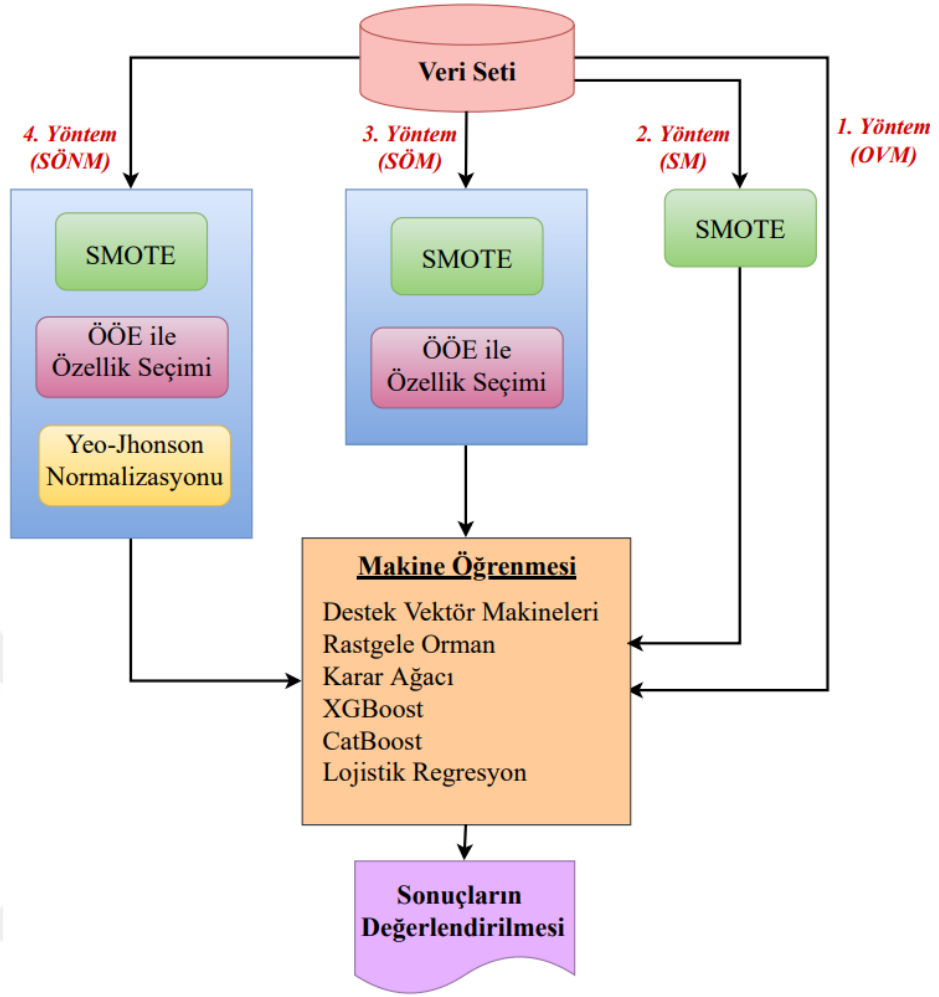 Veri Seti
4. Yöntem
(SÖNM)
3. Yöntem
(SÖM)
2. Yöntem
(SM)
1. Yöntem
(OVM)
SMOTE
ÖÖE ile
Özellik Seçimi
Yeo-Jhonson
Normalizasyonu
SMOTE
ÖÖE ile
Özellik Seçimi
SMOTE
Makine Öğrenmesi
Destek Vektör Makineleri
Rastgele Orman
Karar Ağacı
XGBoost
CatBoost
Lojistik Regresyon
Sonuçların
Değerlendirilmesi